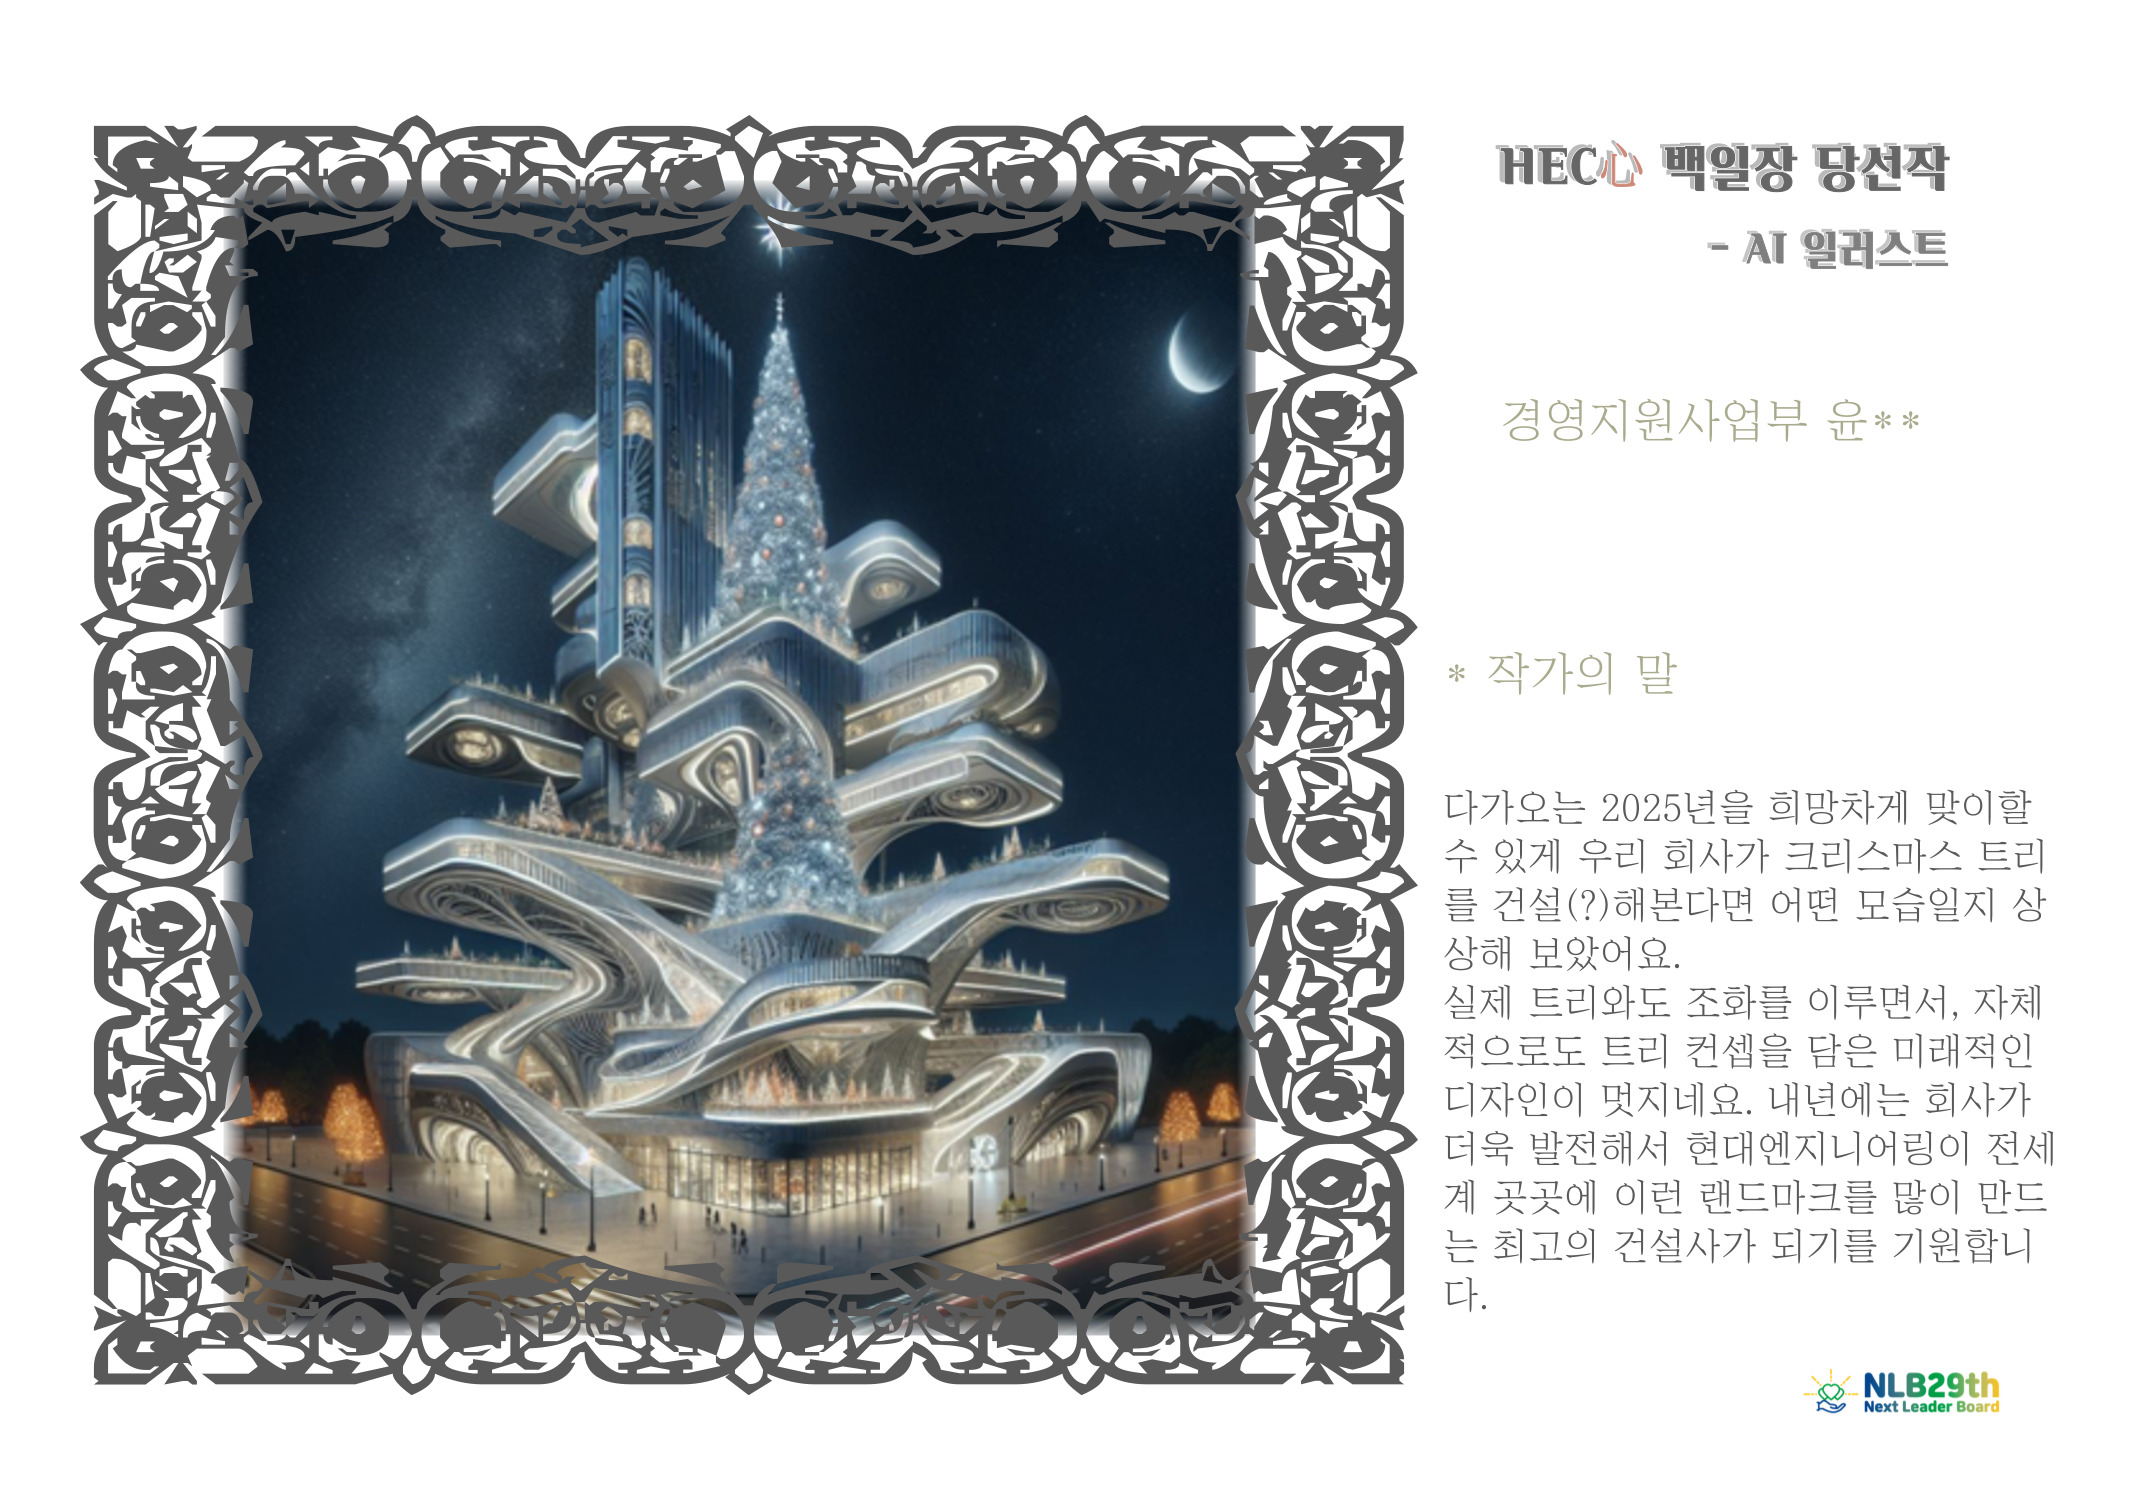 HEC心 백일장 당선작
- AI 일러스트
경영지원사업부 윤**
* 작가의 말
다가오는 2025년을 희망차게 맞이할
수 있게 우리 회사가 크리스마스 트리
를 건설(?)해본다면 어떤 모습일지 상
상해 보았어요.
실제 트리와도 조화를 이루면서, 자체
적으로도 트리 컨셉을 담은 미래적인
디자인이 멋지네요. 내년에는 회사가
더욱 발전해서 현대엔지니어링이 전세
계 곳곳에 이런 랜드마크를 많이 만드
는 최고의 건설사가 되기를 기원합니
다.
NLB29th
Next Leader Board